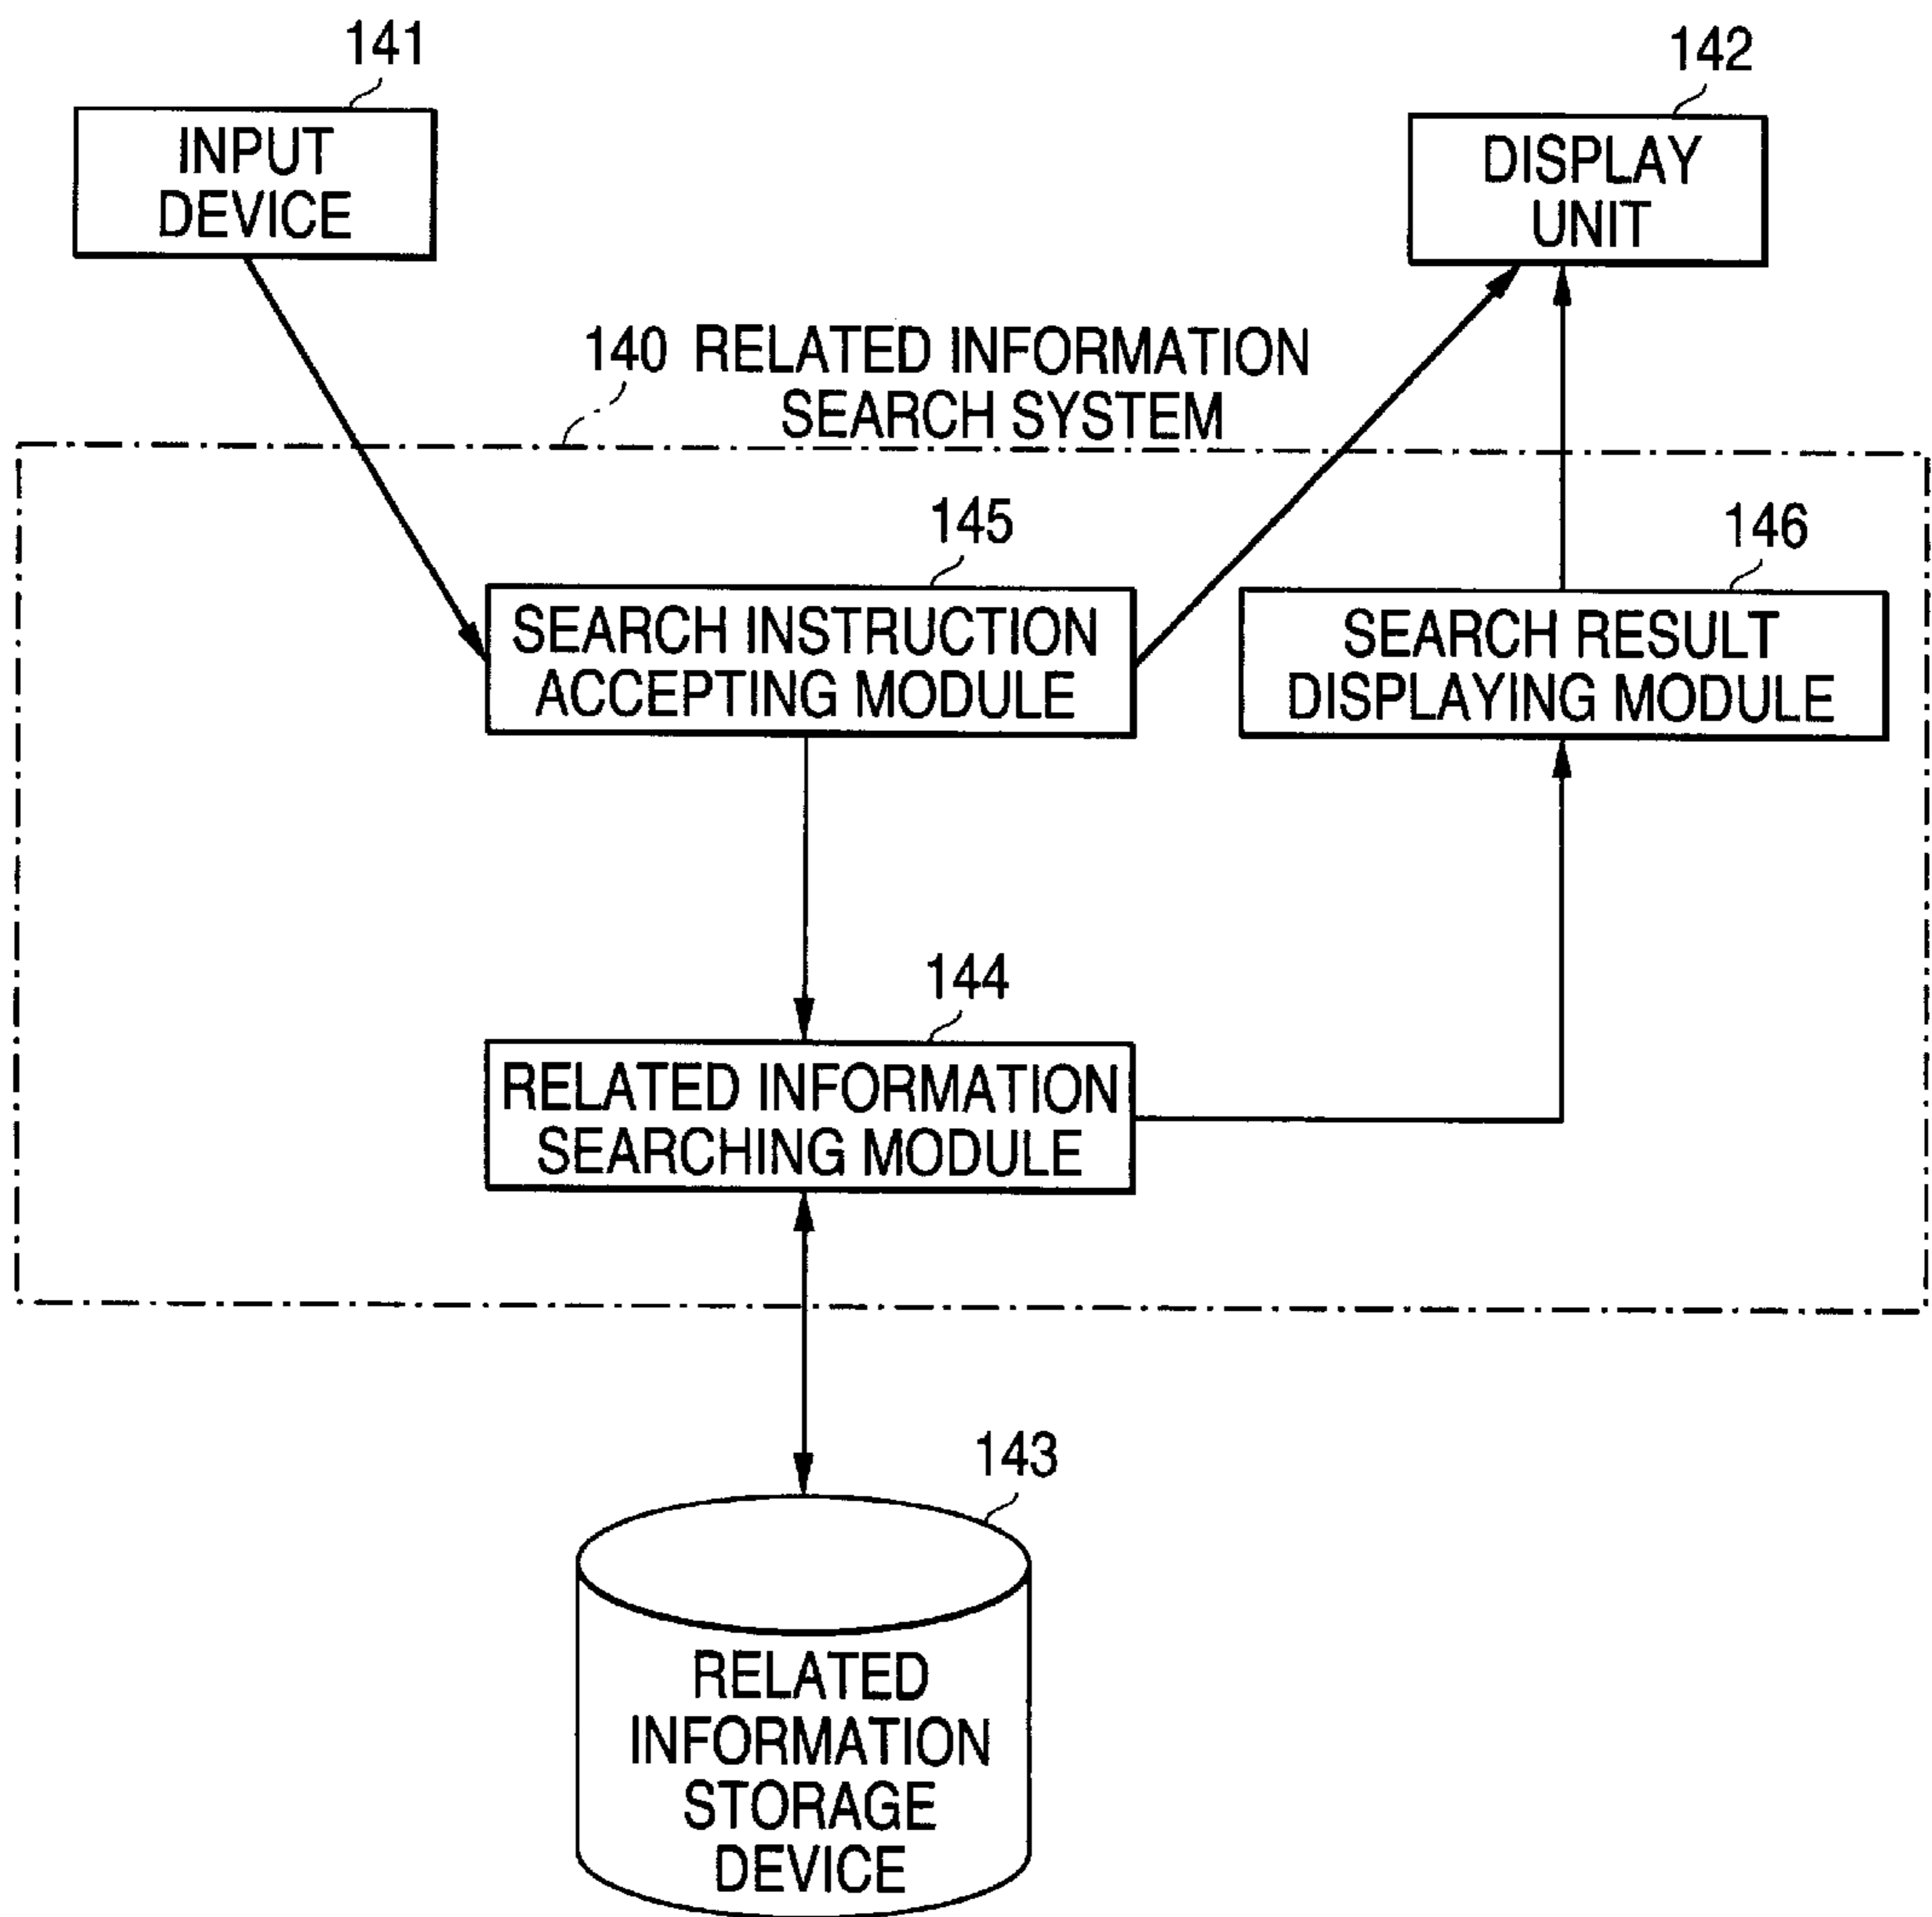 141
INPUT
DEVICE
142
DISPLAY
UNIT
140 RELATED INFORMATION
SEARCH SYSTEM
145
SEARCH INSTRUCTION
ACCEPTING MODULE
146
SEARCH RESULT
DISPLAYING MODULE
144
RELATED INFORMATION
SEARCHING MODULE
143
RELATED
INFORMATION
STORAGE
DEVICE